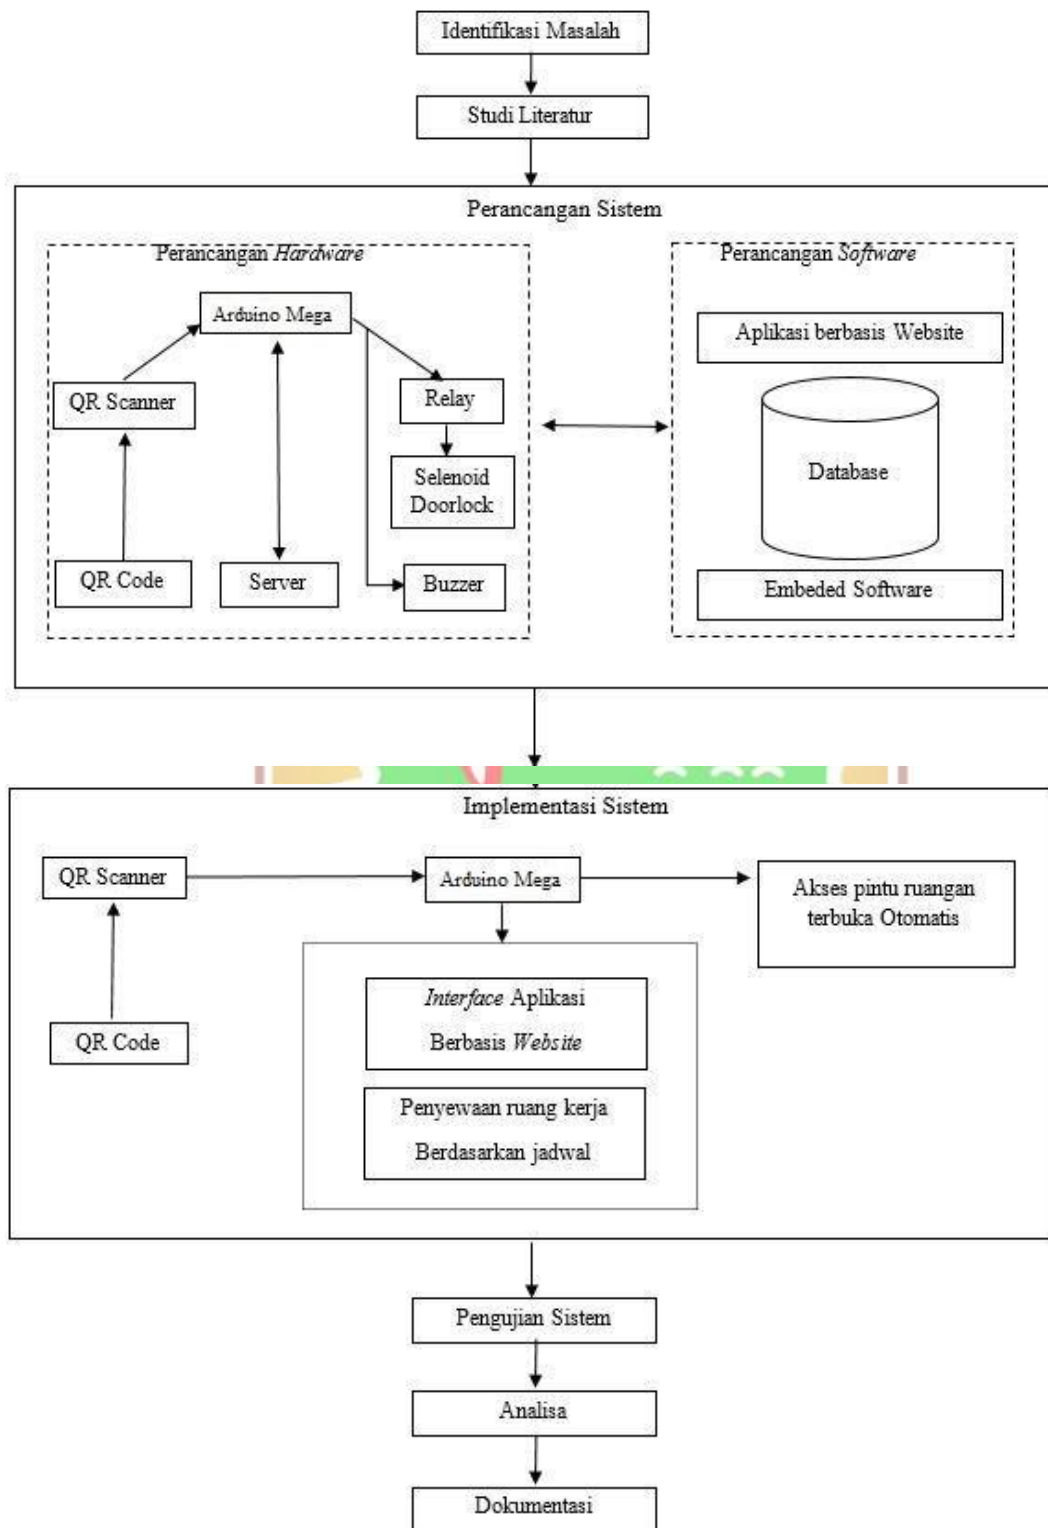 Identifikasi Masalah
Studi Literatur
Perancangan Sistem
Perancangan Hardware
Arduino Mega
QR Scanner
Relay
Selenoid
Doorlock
QR Code
Server
Buzzer
Perancangan Software
Aplikasi berbasis Website
Database
Embeded Software
Implementasi Sistem
QR Scanner
Arduino Mega
Akses pintu ruangan
terbuka Otomatis
QR Code
Interface Aplikasi
Berbasis Website
Penyewaan ruang kerja
Berdasarkan jadwal
Pengujian Sistem
Analisa
Dokumentasi